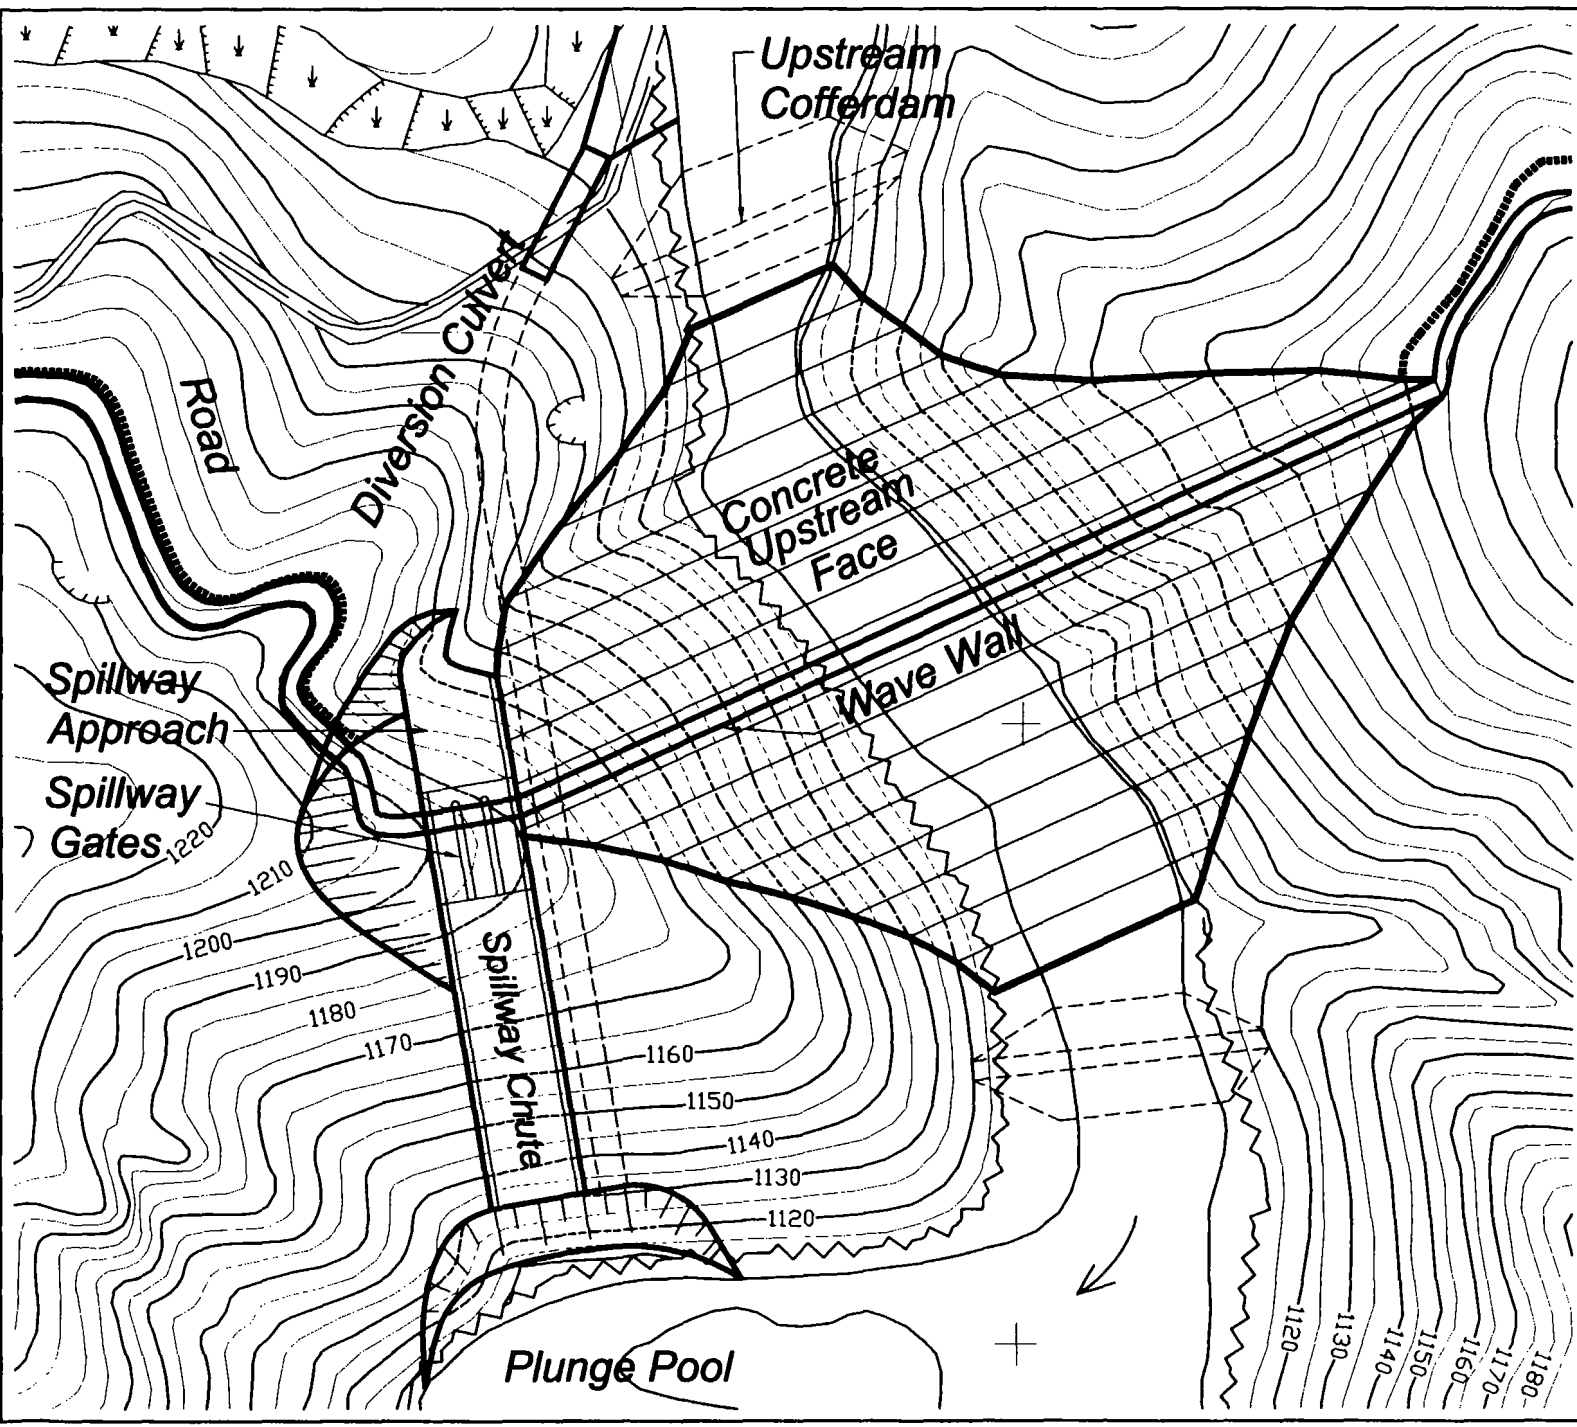 Upstream
Cofferdam
Diversion Culvert
Road
Concrete
Upstream
Face
Wave Wall
Spillway
Approach
Spillway
Gates
1220
1210
1200
1190
1180
1170
Spillway Chute
1160
1150
1140
1130
1120
Plunge Pool
1120
1130
1140
1150
1160
1170
1180